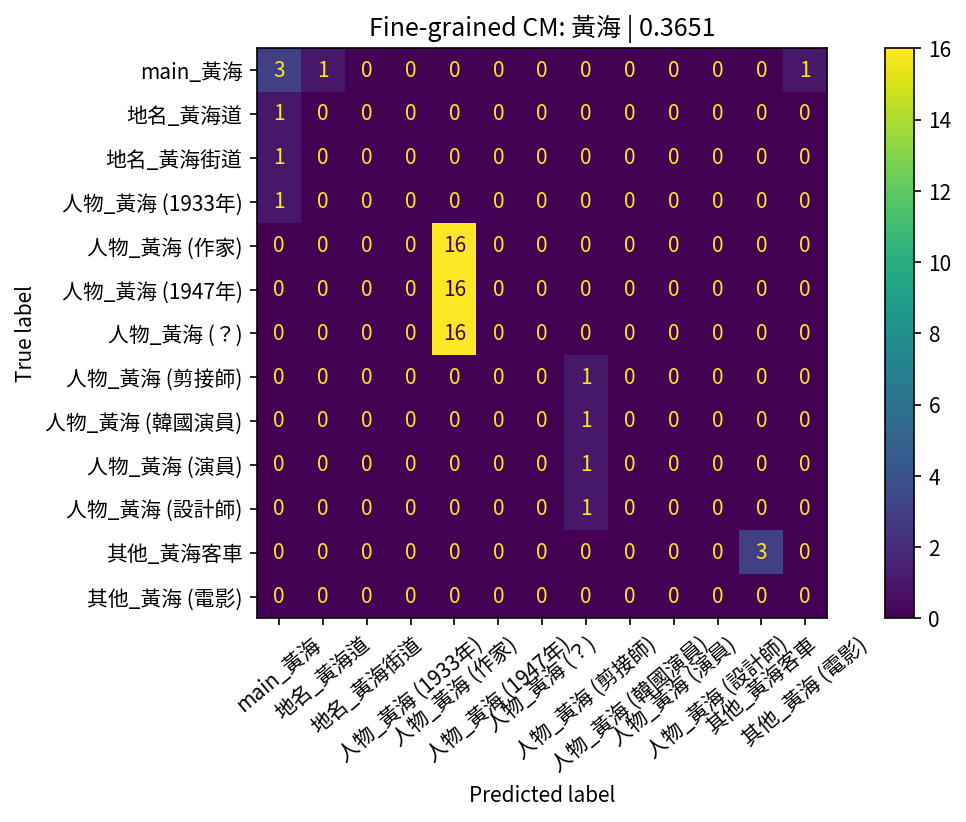 Fine-grained CM: 黃海 | 0.3651
True label
main_黃海 3 1 0 0 0 0 0 0 0 0 0 0 1
地名_黃海道 1 0 0 0 0 0 0 0 0 0 0 0 0
地名_黃海街道 1 0 0 0 0 0 0 0 0 0 0 0 0
人物_黃海 (1933年) 1 0 0 0 0 0 0 0 0 0 0 0 0
人物_黃海 (作家) 0 0 0 0 16 0 0 0 0 0 0 0 0
人物_黃海 (1947年) 0 0 0 0 16 0 0 0 0 0 0 0 0
人物_黃海 (？) 0 0 0 0 16 0 0 0 0 0 0 0 0
人物_黃海 (剪接師) 0 0 0 0 0 0 0 1 0 0 0 0 0
人物_黃海 (韓國演員) 0 0 0 0 0 0 0 1 0 0 0 0 0
人物_黃海 (演員) 0 0 0 0 0 0 0 1 0 0 0 0 0
人物_黃海 (設計師) 0 0 0 0 0 0 0 1 0 0 0 0 0
其他_黃海客車 0 0 0 0 0 0 0 0 0 0 0 3 0
其他_黃海 (電影) 0 0 0 0 0 0 0 0 0 0 0 0 0
main_黃海
地名_黃海道
地名_黃海街道
人物_黃海 (1933年)
人物_黃海 (作家)
人物_黃海 (1947年)
人物_黃海 (？)
人物_黃海 (剪接師)
人物_黃海 (韓國演員)
人物_黃海 (演員)
人物_黃海 (設計師)
其他_黃海客車
其他_黃海 (電影)
Predicted label
16
14
12
10
8
6
4
2
0